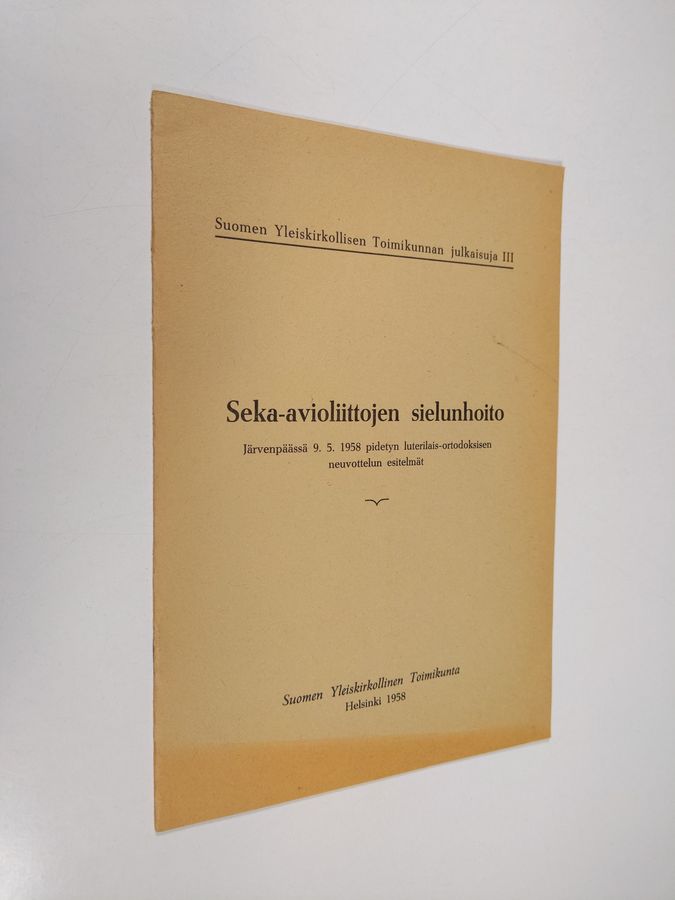 Suomen Yleiskirkollisen Toimikunnan julkaisuja III
Seka-avioliittojen sielunhoito
Järvenpäässä 9. 5. 1958 pidetyn luterilais-ortodoksisen
neuvottelun esitelmät
Suomen Yleiskirkollinen Toimikunta
Helsinki 1958